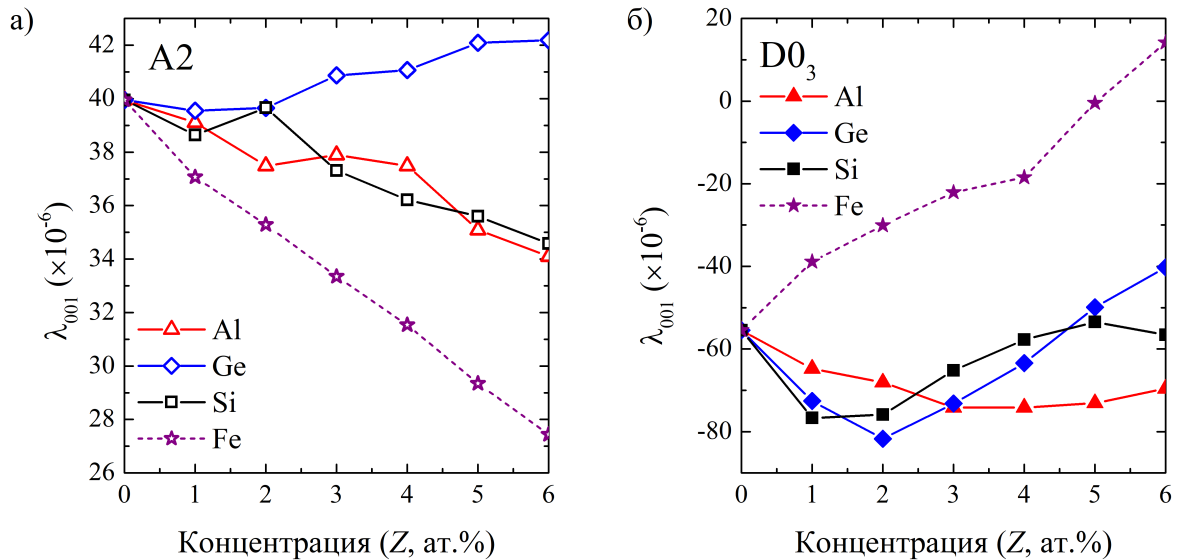 а)
A2
42
40
38
36
34
32
30
28
26
λ001 (×10-6)
Al
Ge
Si
Fe
0 1 2 3 4 5 6
Концентрация (Z, ат.%)
б)
D03
20
0
-20
-40
-60
-80
λ001 (×10-6)
Al
Ge
Si
Fe
0 1 2 3 4 5 6
Концентрация (Z, ат.%)